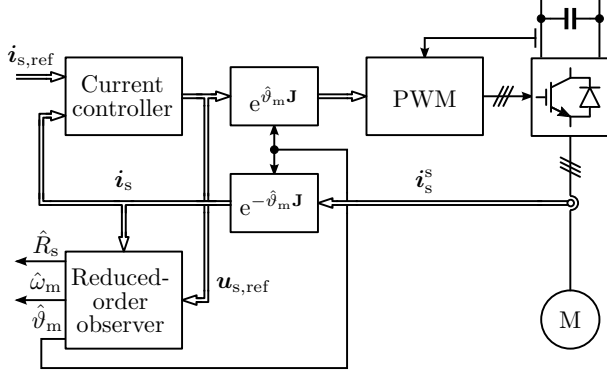 i_s,ref
Current
controller
e^ϑ̂_m J
PWM
i_s
e^−ϑ̂_m J
i_s^s
R̂_s
ω̂_m
ϑ̂_m
Reduced-
order
observer
u_s,ref
M